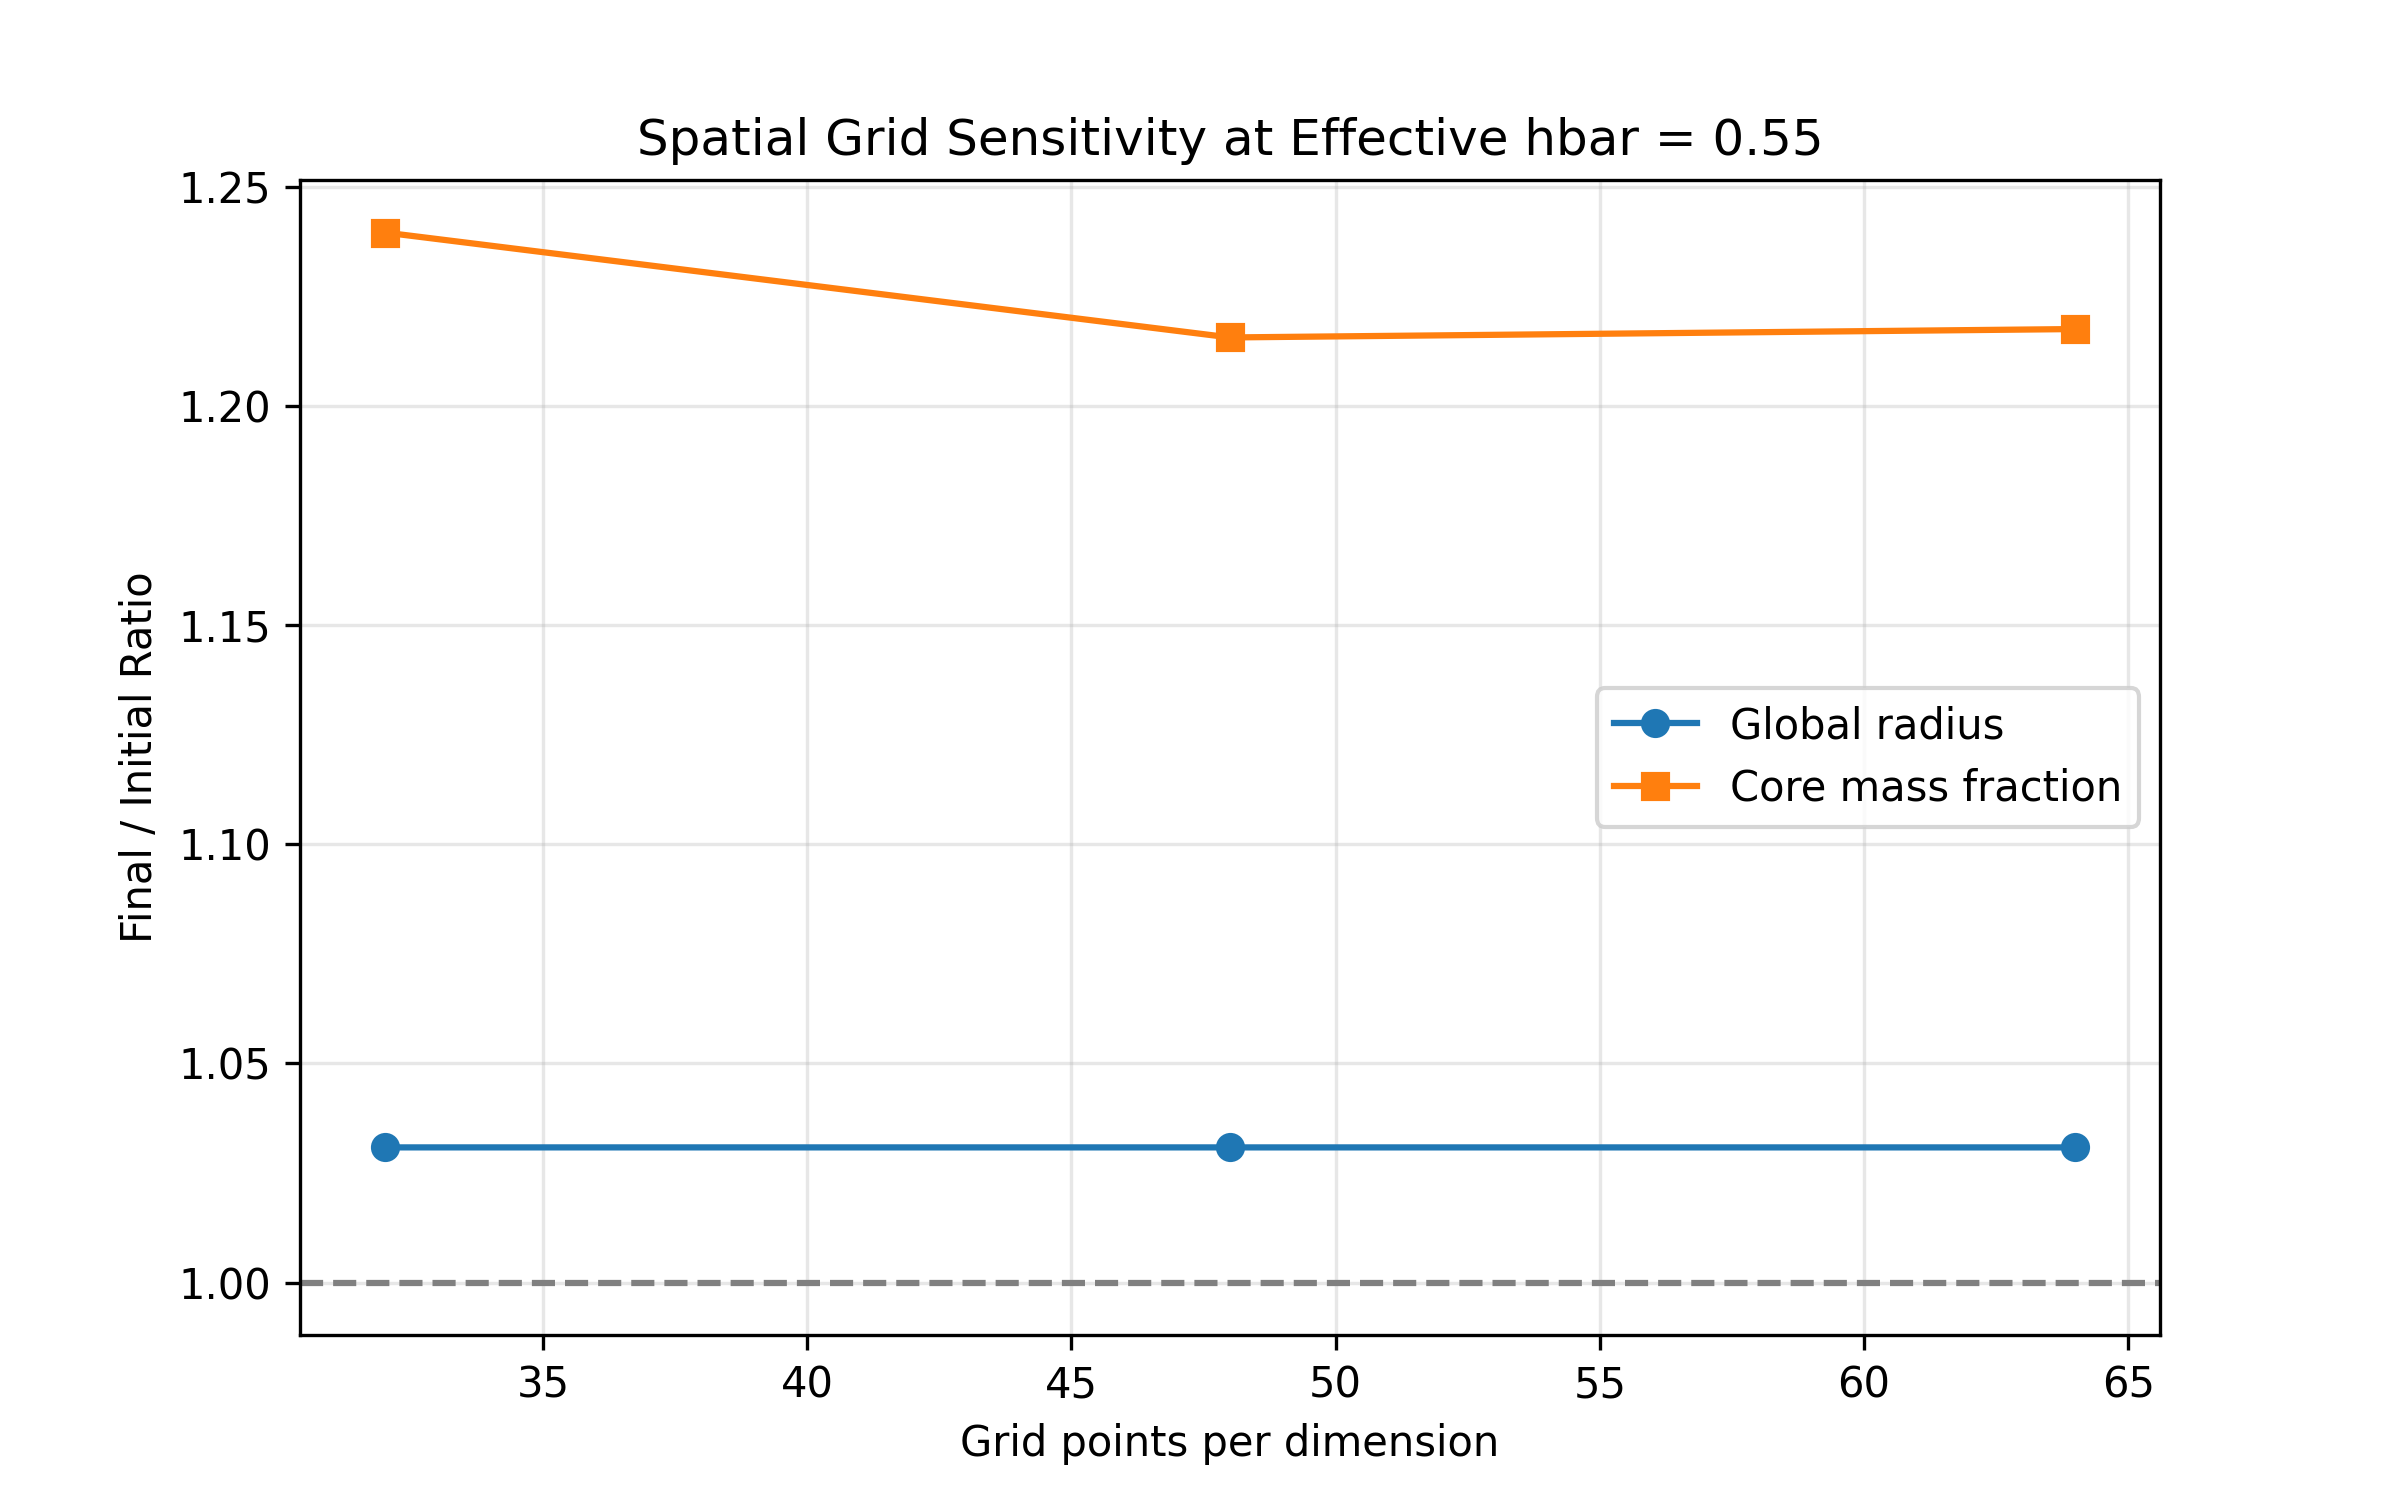 Spatial Grid Sensitivity at Effective hbar = 0.55
1.25
1.20
1.15
1.10
1.05
1.00
Final / Initial Ratio
Global radius
Core mass fraction
35 40 45 50 55 60 65
Grid points per dimension